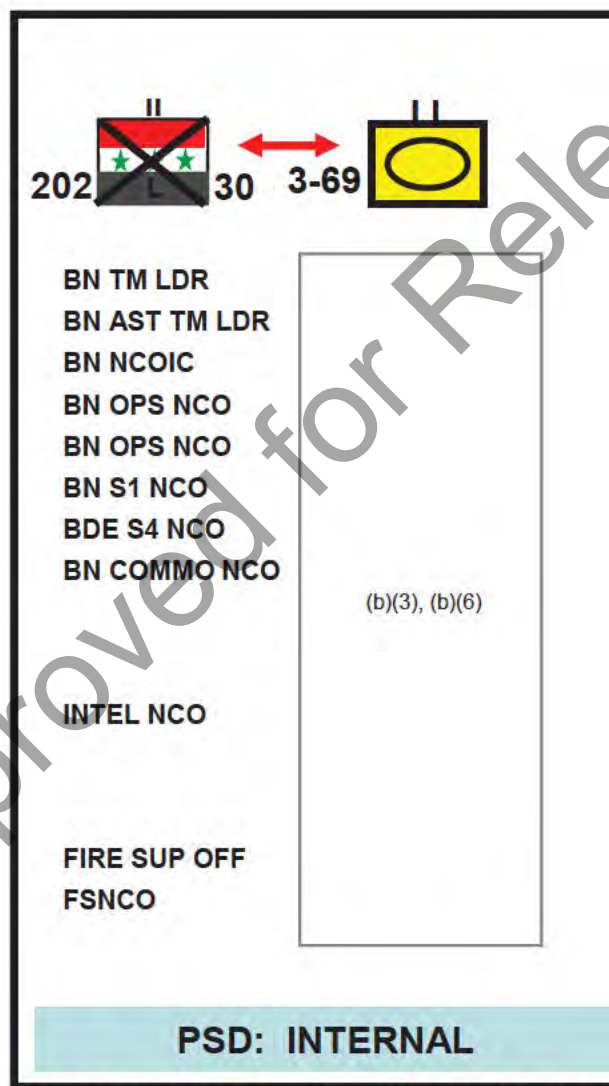 II II
202 L 30 3-69
BN TM LDR
BN AST TM LDR
BN NCOIC
BN OPS NCO
BN OPS NCO
BN S1 NCO
BDE S4 NCO
BN COMMO NCO
(b)(3), (b)(6)
INTEL NCO
FIRE SUP OFF
FSNCO
PSD: INTERNAL
proved for Rele